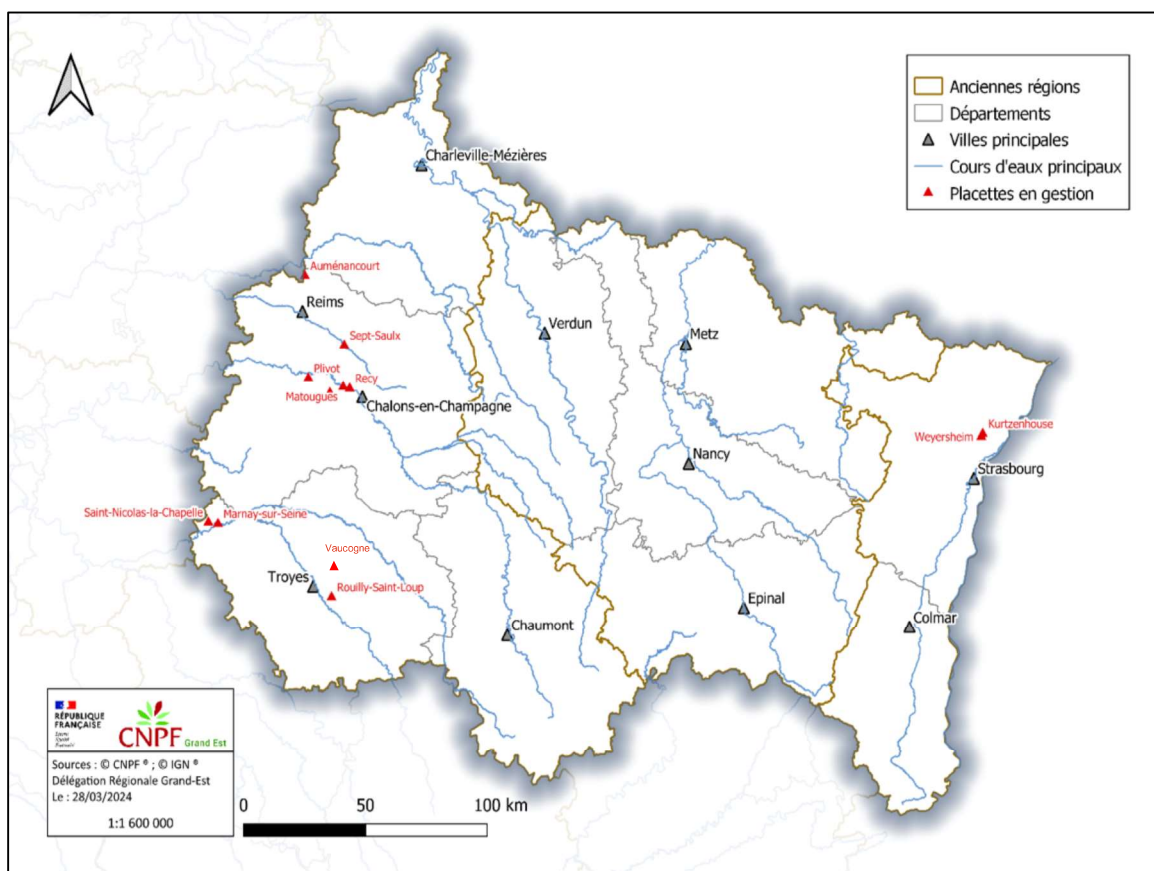 Anciennes régions
Départements
Villes principales
Cours d'eaux principaux
Placettes en gestion
Charleville-Mézières
Auménancourt
Reims
Sept-Saulx
Verdun
Metz
Plivot
Recy
Matougues
Chalons-en-Champagne
Kurtzenhouse
Weyersheim
Nancy
Strasbourg
Saint-Nicolas-la-Chapelle
Marnay-sur-Seine
Vaucogne
Troyes
Rouilly-Saint-Loup
Epinal
Chaumont
Colmar
RÉPUBLIQUE
FRANÇAISE
CNPF Grand Est
Sources : © CNPF ® ; © IGN ®
Délégation Régionale Grand-Est
Le : 28/03/2024
1:1 600 000
0 50 100 km